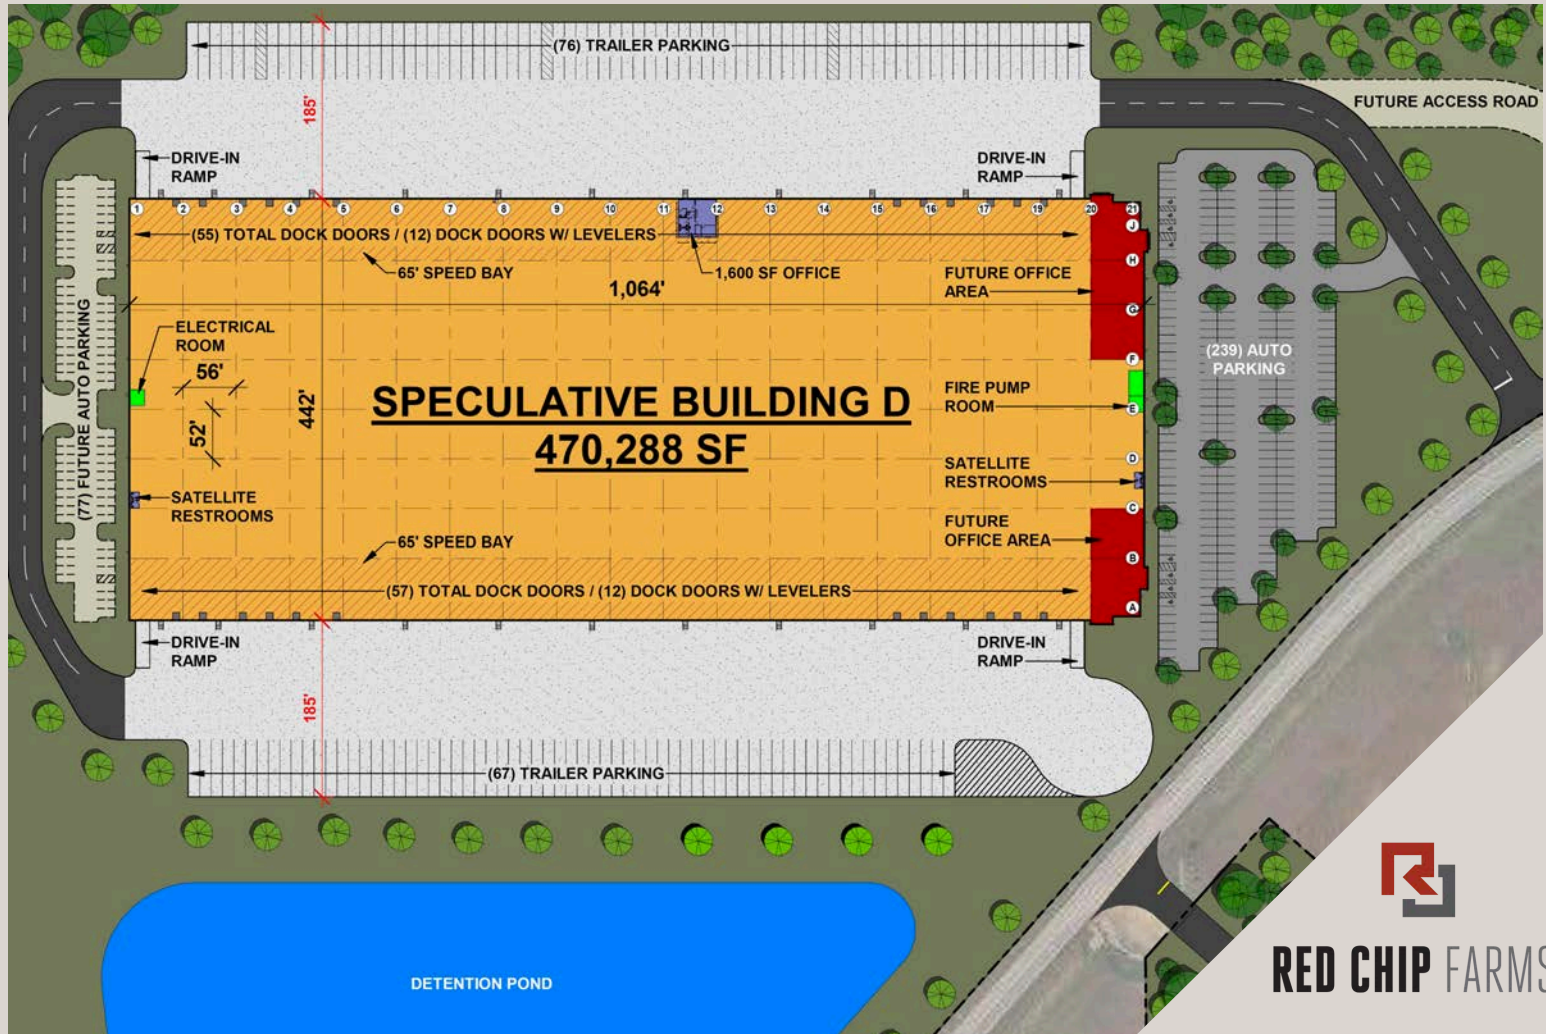 (76) TRAILER PARKING
185'
FUTURE ACCESS ROAD
DRIVE-IN
RAMP
DRIVE-IN
RAMP
1 2 3 4 5 6 7 8 9 10 11 12 13 14 15 16 17 19 20 21
J
(55) TOTAL DOCK DOORS / (12) DOCK DOORS W/ LEVELERS
H
65' SPEED BAY
1,600 SF OFFICE
FUTURE OFFICE
AREA
1,064'
G
ELECTRICAL
ROOM
(77) FUTURE AUTO PARKING
56'
52'
442'
SPECULATIVE BUILDING D
470,288 SF
F
(239) AUTO
PARKING
FIRE PUMP
ROOM
E
D
SATELLITE
RESTROOMS
SATELLITE
RESTROOMS
C
FUTURE
OFFICE AREA
65' SPEED BAY
B
(57) TOTAL DOCK DOORS / (12) DOCK DOORS W/ LEVELERS
A
DRIVE-IN
RAMP
DRIVE-IN
RAMP
185'
(67) TRAILER PARKING
DETENTION POND
RED CHIP FARMS